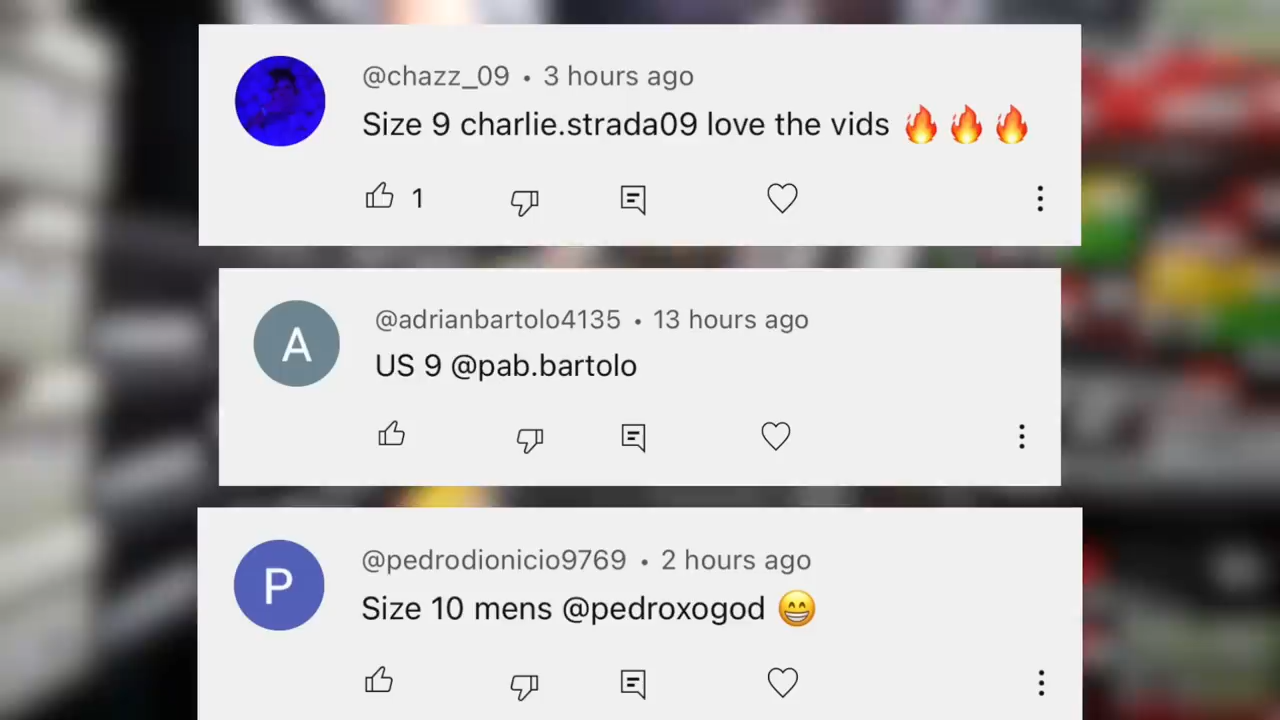 @chazz_09 • 3 hours ago
Size 9 charlie.strada09 love the vids 🔥🔥🔥
1
A
@adrianbartolo4135 • 13 hours ago
US 9 @pab.bartolo
P
@pedrodionicio9769 • 2 hours ago
Size 10 mens @pedroxogod 😁